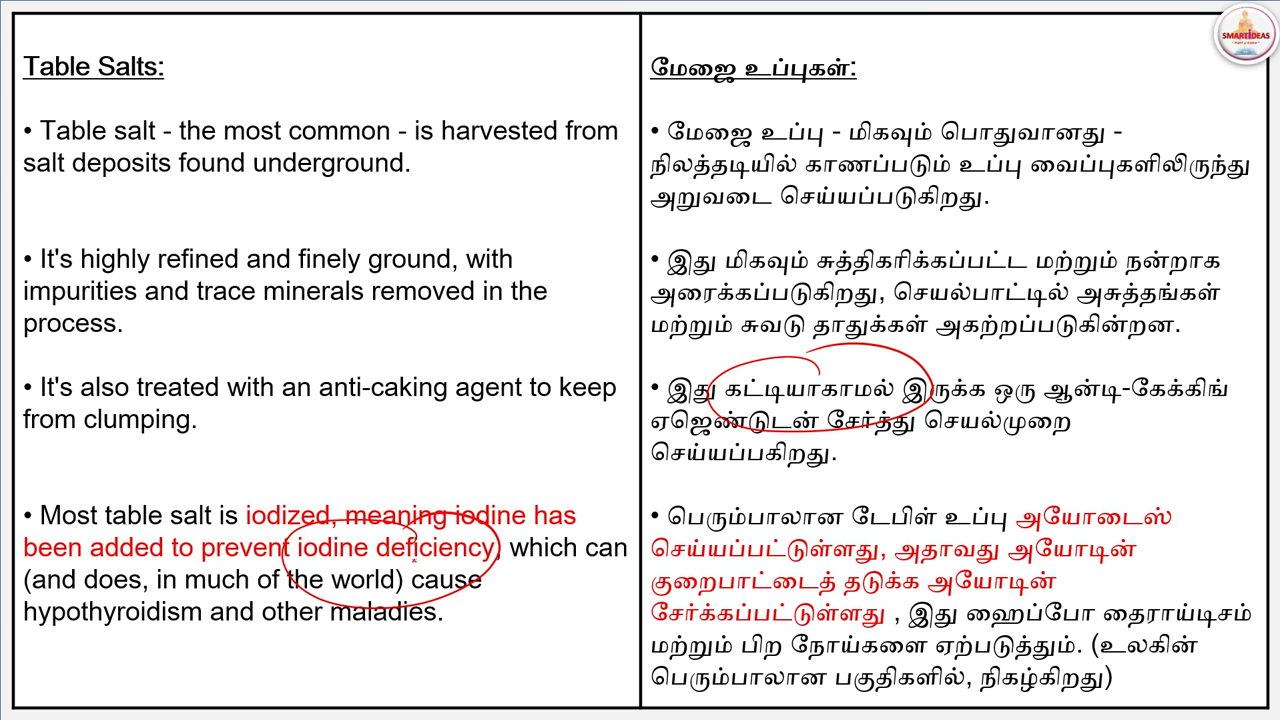 SMARTIDEAS
Table Salts:
• Table salt - the most common - is harvested from
salt deposits found underground.
• It's highly refined and finely ground, with
impurities and trace minerals removed in the
process.
• It's also treated with an anti-caking agent to keep
from clumping.
• Most table salt is iodized, meaning iodine has
been added to prevent iodine deficiency, which can
(and does, in much of the world) cause
hypothyroidism and other maladies.
மேஜை உப்புகள்:
• மேஜை உப்பு - மிகவும் பொதுவானது -
நிலத்தடியில் காணப்படும் உப்பு வைப்புகளிலிருந்து
அறுவடை செய்யப்படுகிறது.
• இது மிகவும் சுத்திகரிக்கப்பட்ட மற்றும் நன்றாக
அரைக்கப்படுகிறது, செயல்பாட்டில் அசுத்தங்கள்
மற்றும் சுவடு தாதுக்கள் அகற்றப்படுகின்றன.
• இது கட்டியாகாமல் இருக்க ஒரு ஆன்டி-கேக்கிங்
ஏஜெண்டுடன் சேர்த்து செயல்முறை
செய்யப்பகிறது.
• பெரும்பாலான டேபிள் உப்பு அயோடைஸ்
செய்யப்பட்டுள்ளது, அதாவது அயோடின்
குறைபாட்டைத் தடுக்க அயோடின்
சேர்க்கப்பட்டுள்ளது , இது ஹைப்போ தைராய்டிசம்
மற்றும் பிற நோய்களை ஏற்படுத்தும். (உலகின்
பெரும்பாலான பகுதிகளில், நிகழ்கிறது)